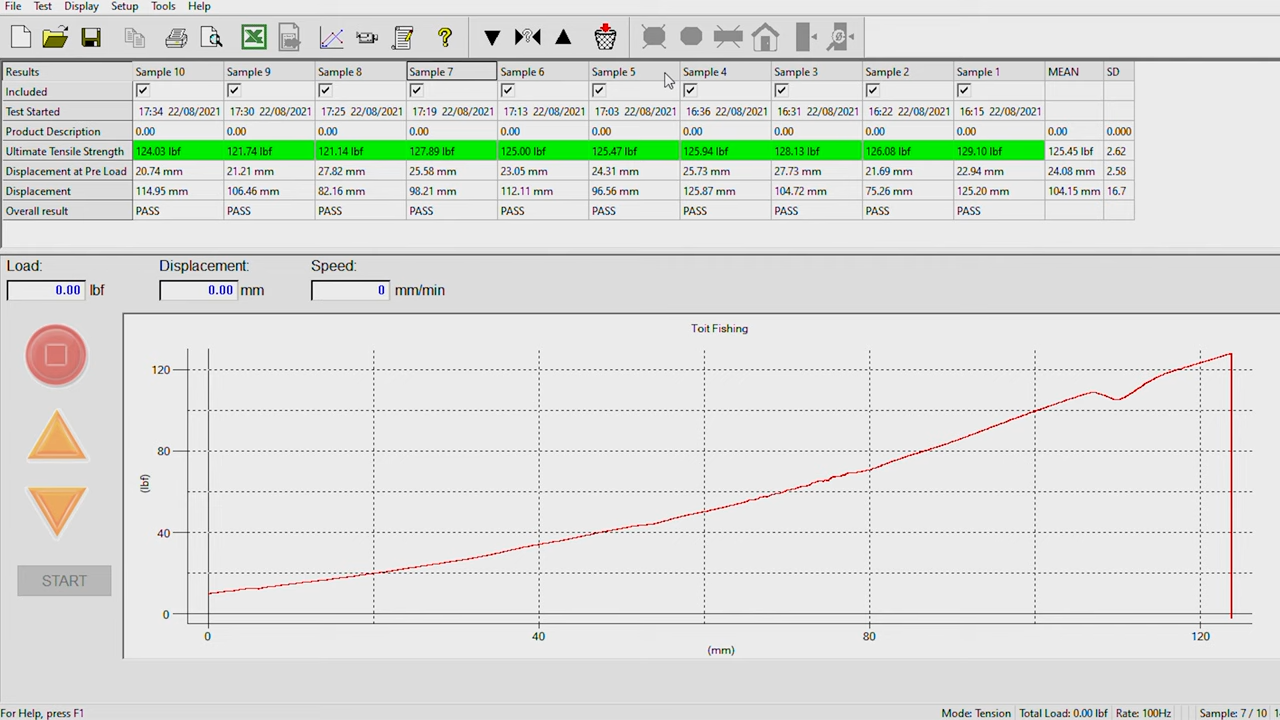 File Test Display Setup Tools Help
Results Sample 10 Sample 9 Sample 8 Sample 7 Sample 6 Sample 5 Sample 4 Sample 3 Sample 2 Sample 1 MEAN SD
Included
Test Started 17:34 22/08/2021 17:30 22/08/2021 17:25 22/08/2021 17:19 22/08/2021 17:13 22/08/2021 17:03 22/08/2021 16:36 22/08/2021 16:31 22/08/2021 16:22 22/08/2021 16:15 22/08/2021
Product Description 0.00 0.00 0.00 0.00 0.00 0.00 0.00 0.00 0.00 0.00 0.00 0.000
Ultimate Tensile Strength 124.03 lbf 121.74 lbf 121.14 lbf 127.89 lbf 125.00 lbf 125.47 lbf 125.94 lbf 128.13 lbf 126.08 lbf 129.10 lbf 125.45 lbf 2.62
Displacement at Pre Load 20.74 mm 21.21 mm 27.82 mm 25.58 mm 23.05 mm 24.31 mm 25.73 mm 27.73 mm 21.69 mm 22.94 mm 24.08 mm 2.58
Displacement 114.95 mm 106.46 mm 82.16 mm 98.21 mm 112.11 mm 96.56 mm 125.87 mm 104.72 mm 75.26 mm 125.20 mm 104.15 mm 16.7
Overall result PASS PASS PASS PASS PASS PASS PASS PASS PASS PASS
Load: Displacement: Speed:
0.00 lbf 0.00 mm 0 mm/min
Toit Fishing
120
80
(lbf)
40
0
START
0 40 80 120
(mm)
For Help, press F1 Mode: Tension Total Load: 0.00 lbf Rate: 100Hz Sample: 7 / 10